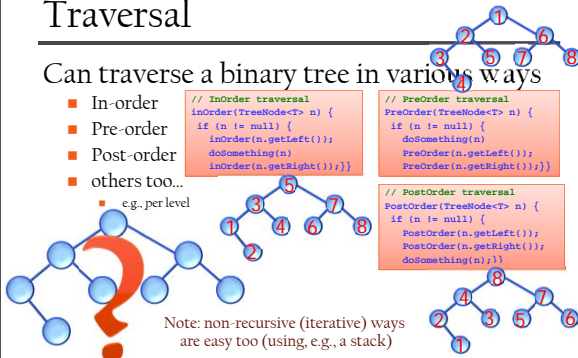 Traversal
1
2
6
3
5
7
8
4
Can traverse a binary tree in various ways
In-order
Pre-order
Post-order
others too...
e.g., per level
// InOrder traversal
inOrder(TreeNode<T> n) {
if (n != null) {
inOrder(n.getLeft());
doSomething(n)
inOrder(n.getRight());}}
5
3
7
1
4
6
8
2
// PreOrder traversal
PreOrder(TreeNode<T> n) {
if (n != null) {
doSomething(n)
PreOrder(n.getLeft());
PreOrder(n.getRight());}}
// PostOrder traversal
PostOrder(TreeNode<T> n) {
if (n != null) {
PostOrder(n.getLeft());
PostOrder(n.getRight());
doSomething(n);}}
8
4
7
2
3
5
6
1
?
Note: non-recursive (iterative) ways
are easy too (using, e.g., a stack)